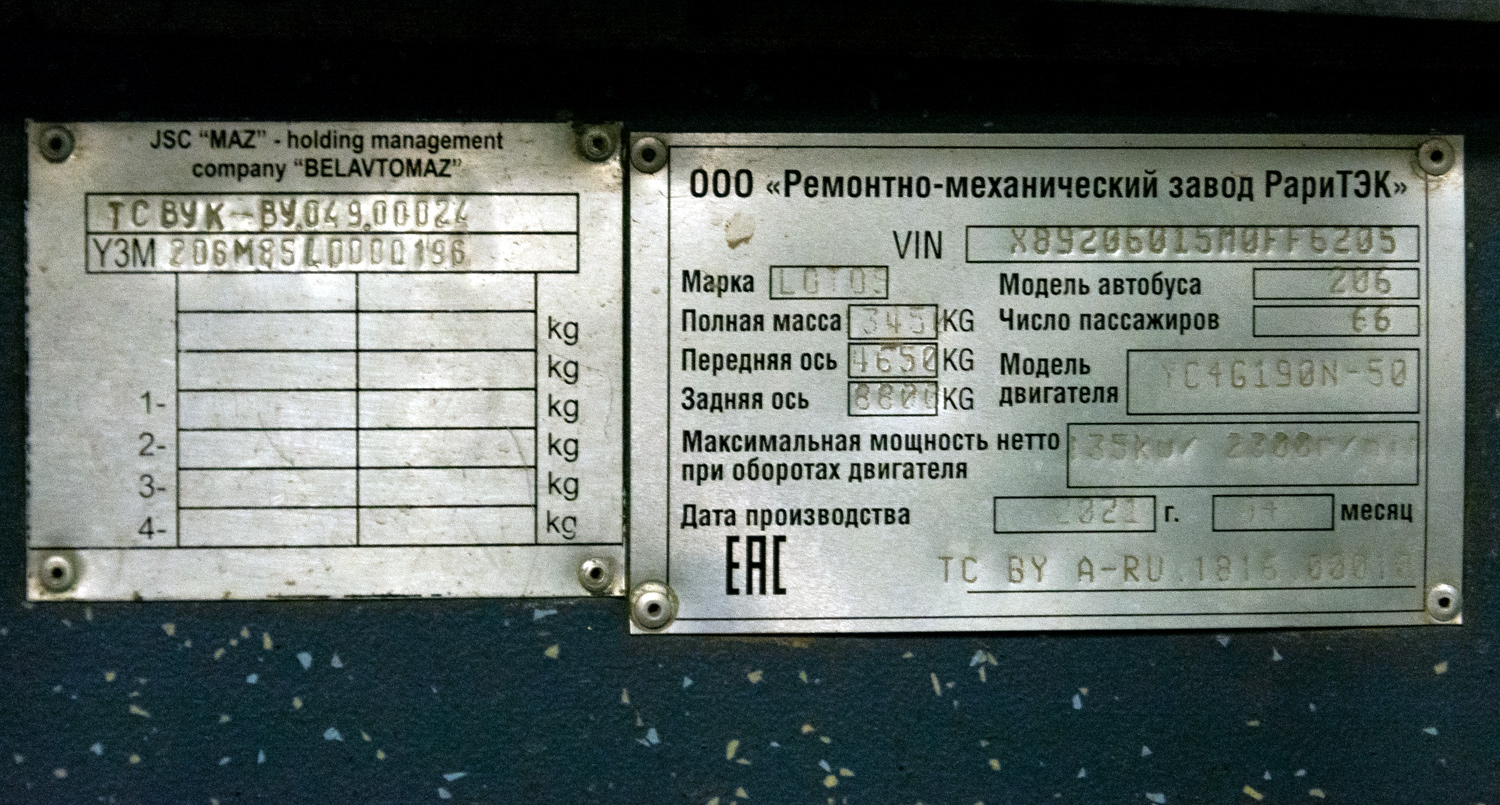 JSC “MAZ” - holding management
company “BELAVTOMAZ”
ТС BY K-BY.049.00024
Y3M 206M85L0000196
kg
kg
1- kg
2- kg
3- kg
4- kg
ООО «Ремонтно-механический завод РариТЭК»
VIN X89206015M0FF6205
Марка LOTOS
Модель автобуса 206
Полная масса KG
Число пассажиров 66
Передняя ось 4650 KG
Задняя ось 8800 KG
Модель
двигателя YC4G190N-50
Максимальная мощность нетто
при оборотах двигателя
Дата производства 2021 г. месяц
EAC
TC BY A-RU.1816.